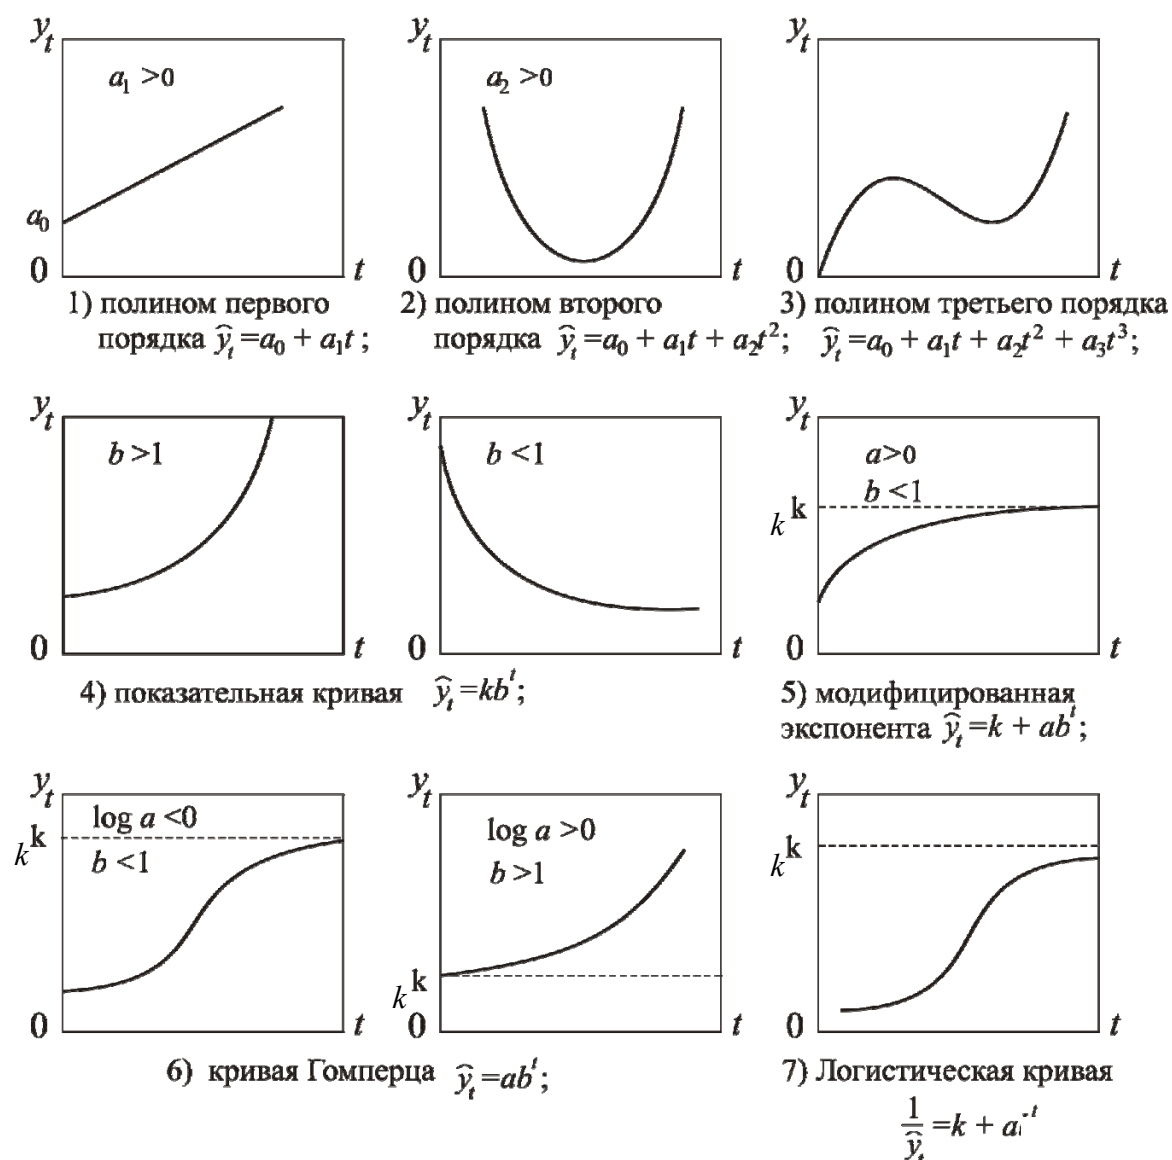 y_t
a_1 >0
a_0
0
t
1) полином первого
порядка ŷ_t =a_0 + a_1t ;
y_t
a_2 >0
0
t
2) полином второго
порядка ŷ_t =a_0 + a_1t + a_2t^2;
y_t
0
t
3) полином третьего порядка
ŷ_t =a_0 + a_1t + a_2t^2 + a_3t^3;
y_t
b >1
0
t
y_t
b <1
0
t
4) показательная кривая ŷ_t =kb^t;
y_t
a>0
b <1
k k
0
t
5) модифицированная
экспонента ŷ_t =k + ab^t;
y_t
log a <0
k k
b <1
0
t
y_t
log a >0
b >1
k k
0
t
6) кривая Гомперца ŷ_t =ab^t;
y_t
k k
0
t
7) Логистическая кривая
1/ŷ_t =k + a t